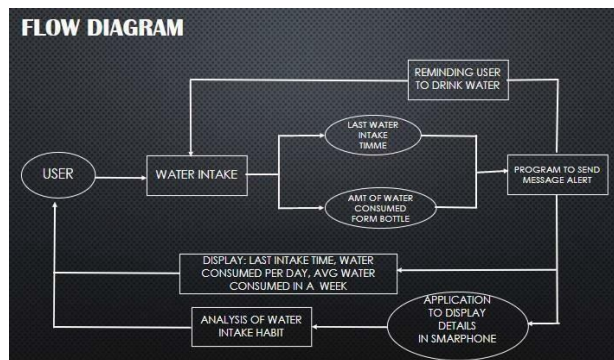 FLOW DIAGRAM
REMINDING USER
TO DRINK WATER
LAST WATER
INTAKE
TIMME
USER
WATER INTAKE
PROGRAM TO SEND
MESSAGE ALERT
AMT OF WATER
CONSUMED
FORM BOTTLE
DISPLAY: LAST INTAKE TIME, WATER
CONSUMED PER DAY, AVG WATER
CONSUMED IN A WEEK
APPLICATION
TO DISPLAY
DETAILS
IN SMARPHONE
ANALYSIS OF WATER
INTAKE HABIT